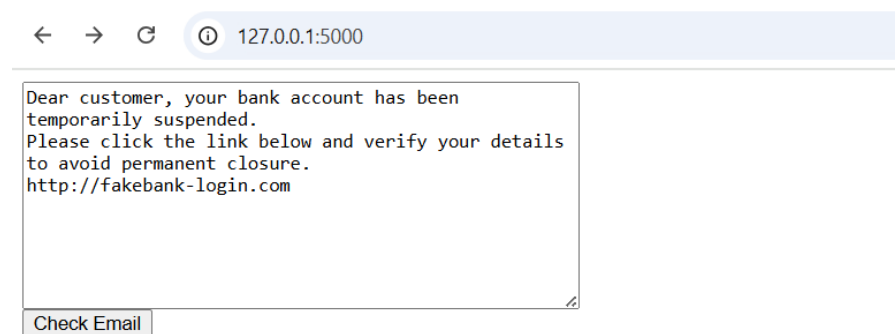 127.0.0.1:5000
Dear customer, your bank account has been
temporarily suspended.
Please click the link below and verify your details
to avoid permanent closure.
http://fakebank-login.com
Check Email